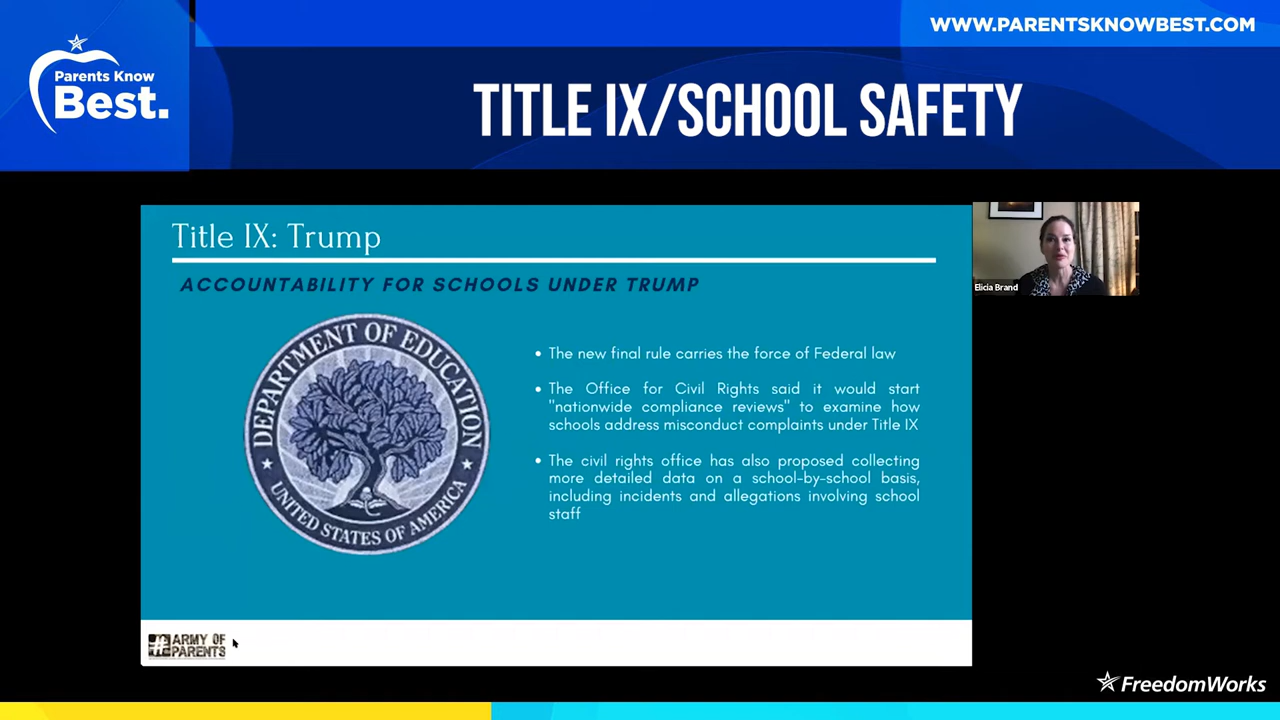 WWW.PARENTSKNOWBEST.COM
Parents Know
Best.
TITLE IX/SCHOOL SAFETY
Title IX: Trump
ACCOUNTABILITY FOR SCHOOLS UNDER TRUMP
DEPARTMENT OF EDUCATION
UNITED STATES OF AMERICA
• The new final rule carries the force of Federal law
• The Office for Civil Rights said it would start
"nationwide compliance reviews" to examine how
schools address misconduct complaints under Title IX
• The civil rights office has also proposed collecting
more detailed data on a school-by-school basis,
including incidents and allegations involving school
staff
Elicia Brand
#ARMY OF
PARENTS
FreedomWorks